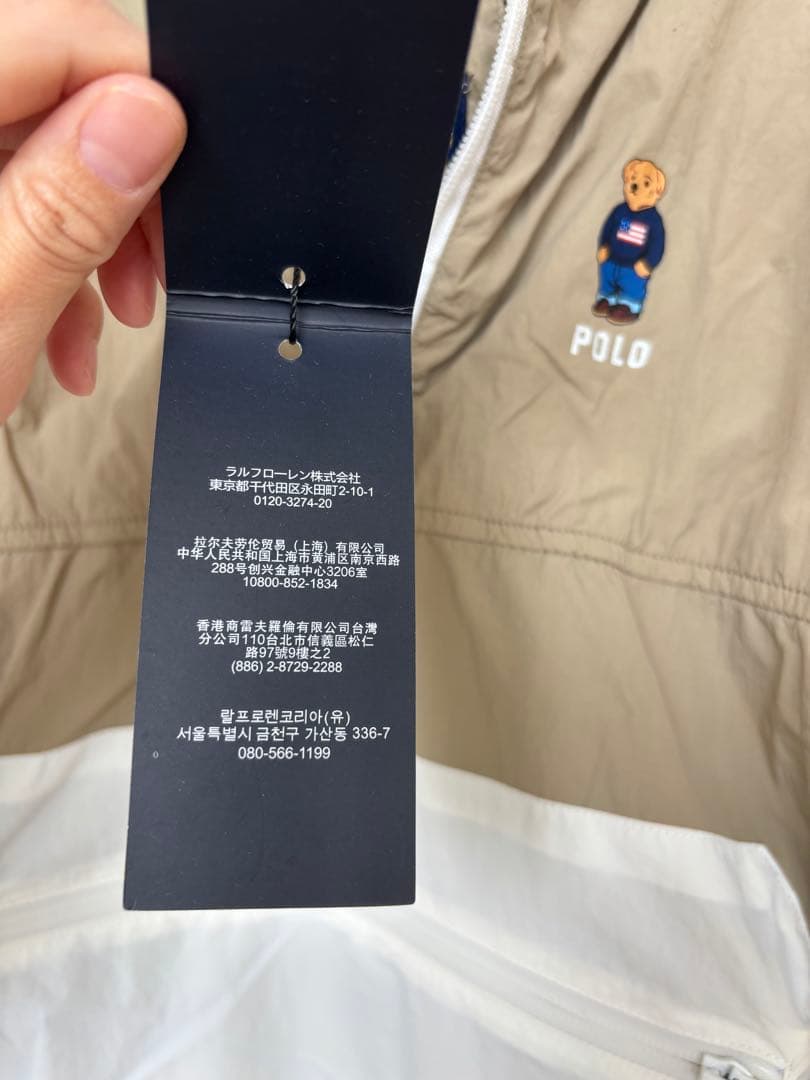 POLO
ラルフローレン株式会社
東京都千代田区永田町2-10-1
0120-3274-20
拉尔夫劳伦贸易（上海）有限公司
中华人民共和国上海市黄浦区南京西路
288号创兴金融中心3206室
10800-852-1834
香港商雷夫羅倫有限公司台灣
分公司110台北市信義區松仁
路97號9樓之2
(886) 2-8729-2288
랄프로렌코리아(유)
서울특별시 금천구 가산동 336-7
080-566-1199